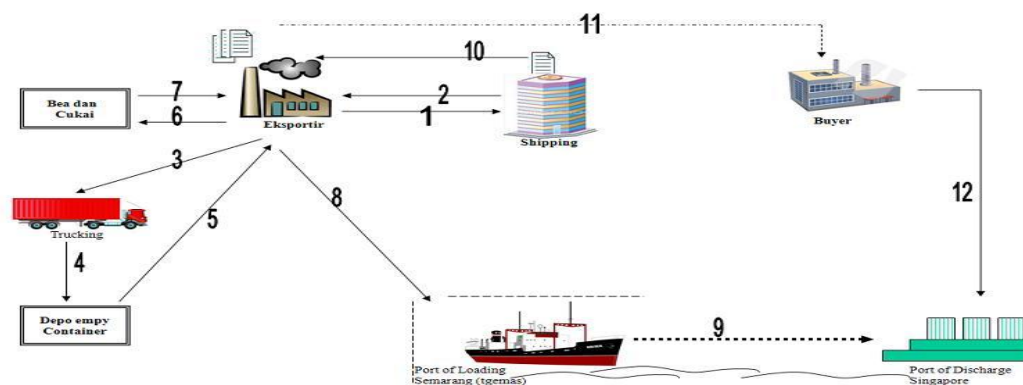 11
10
7
2
Bea dan
Cukai
6
1
Eksportir
Shipping
Buyer
3
8
12
5
Trucking
4
Depo empy
Container
9
Port of Loading
Semarang (tgemas)
Port of Discharge
Singapore